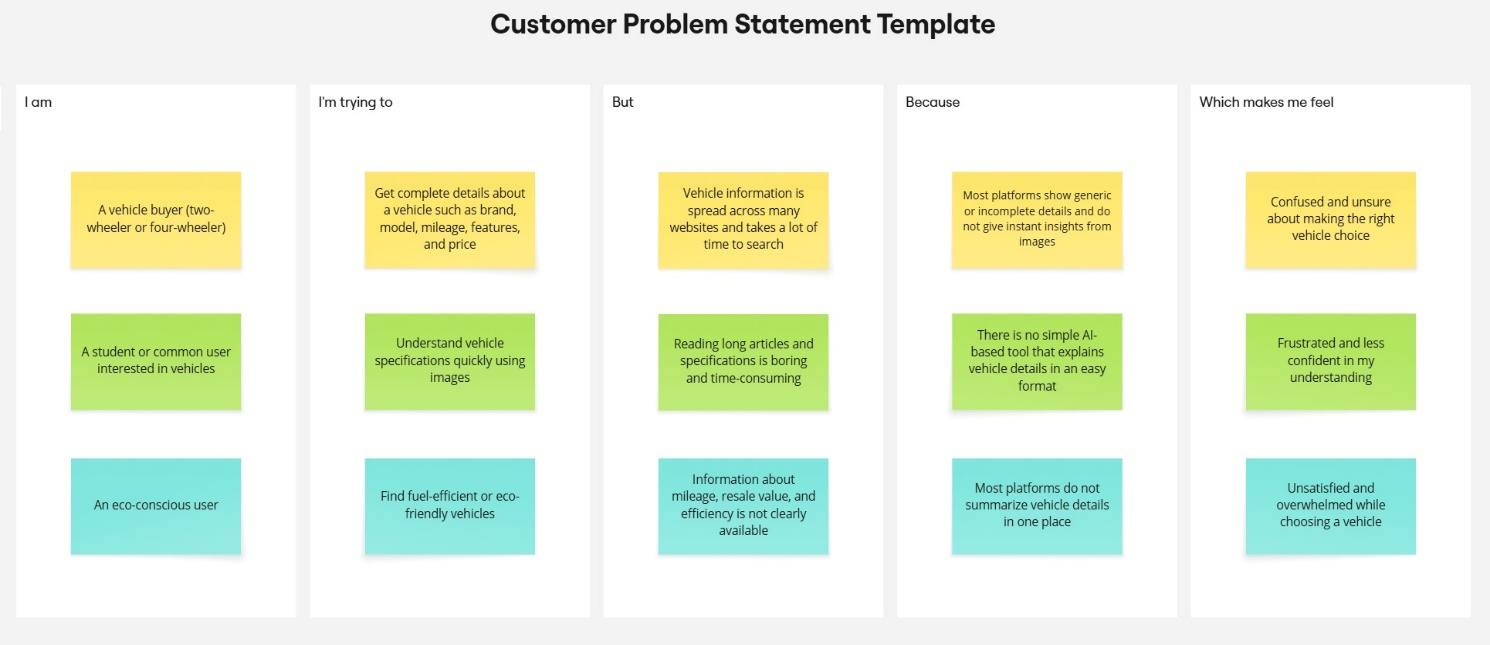 Customer Problem Statement Template
I am
I'm trying to
But
Because
Which makes me feel
A vehicle buyer (two-
wheeler or four-wheeler)
Get complete details about
a vehicle such as brand,
model, mileage, features,
and price
Vehicle information is
spread across many
websites and takes a lot of
time to search
Most platforms show generic
or incomplete details and do
not give instant insights from
images
Confused and unsure
about making the right
vehicle choice
A student or common user
interested in vehicles
Understand vehicle
specifications quickly using
images
Reading long articles and
specifications is boring
and time-consuming
There is no simple AI-
based tool that explains
vehicle details in an easy
format
Frustrated and less
confident in my
understanding
An eco-conscious user
Find fuel-efficient or eco-
friendly vehicles
Information about
mileage, resale value, and
efficiency is not clearly
available
Most platforms do not
summarize vehicle details
in one place
Unsatisfied and
overwhelmed while
choosing a vehicle